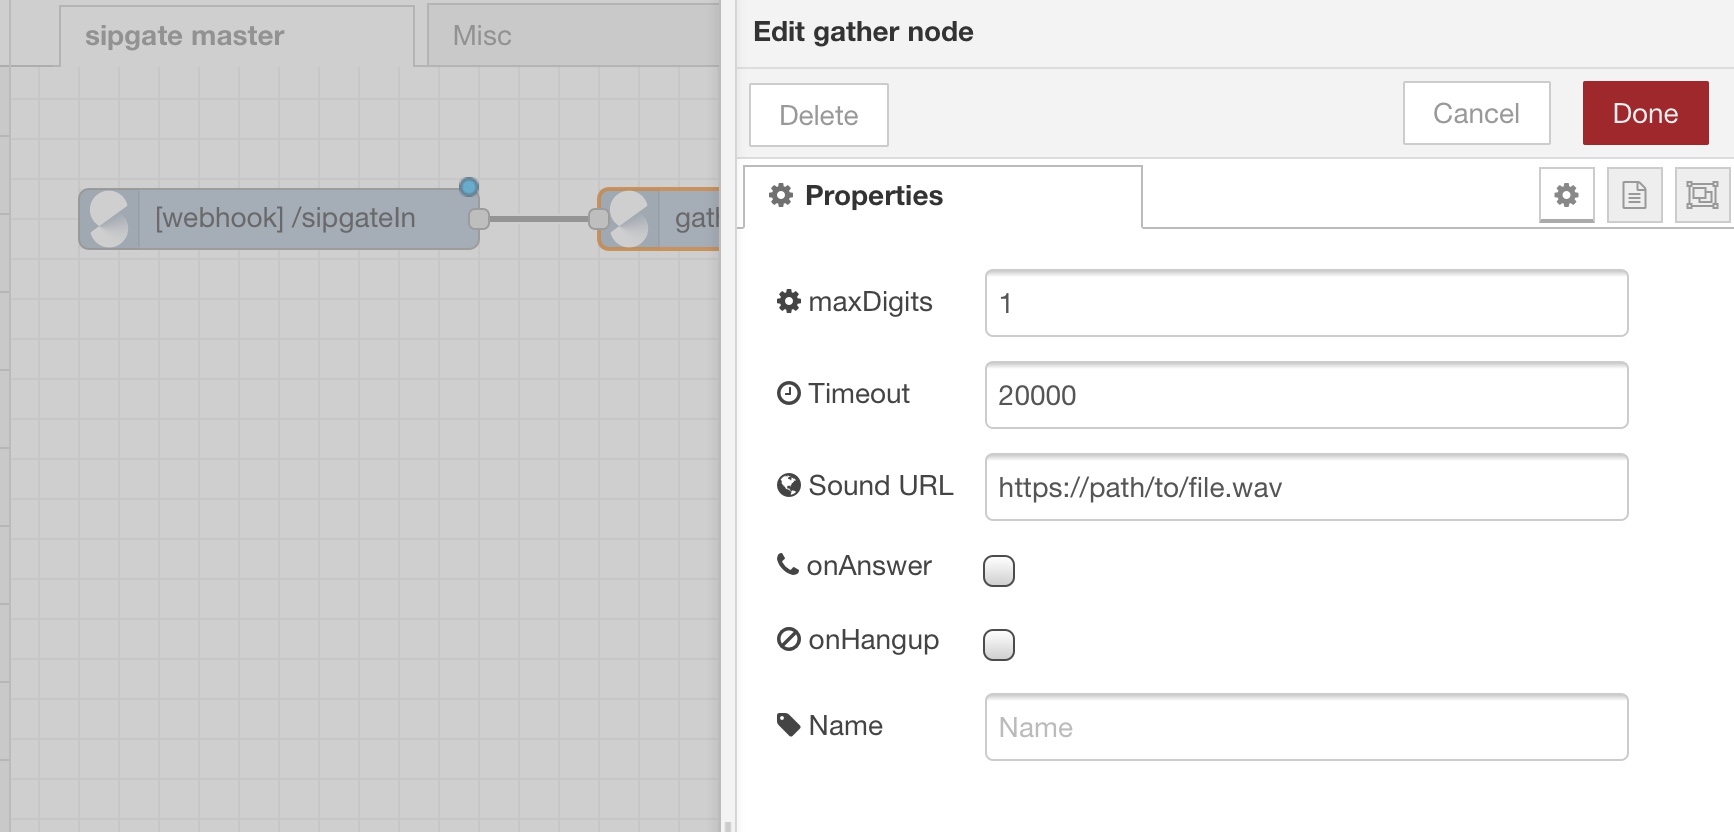 sipgate master
Misc
[webhook] /sipgateIn
Edit gather node
Delete
Cancel
Done
Properties
maxDigits
1
Timeout
20000
Sound URL
https://path/to/file.wav
onAnswer
onHangup
Name
Name